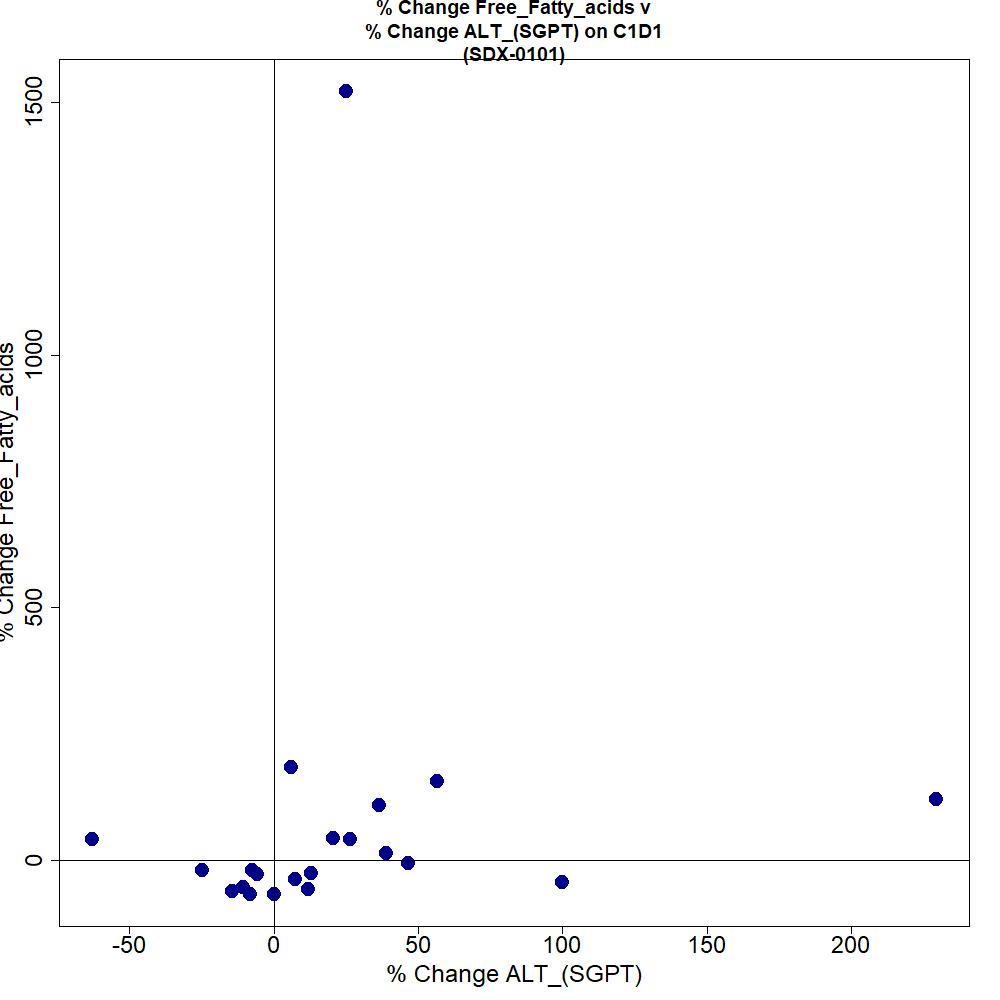 % Change Free_Fatty_acids v
% Change ALT_(SGPT) on C1D1
(SDX-0101)
% Change Free_Fatty_acids
1500
1000
500
0
-50 0 50 100 150 200
% Change ALT_(SGPT)